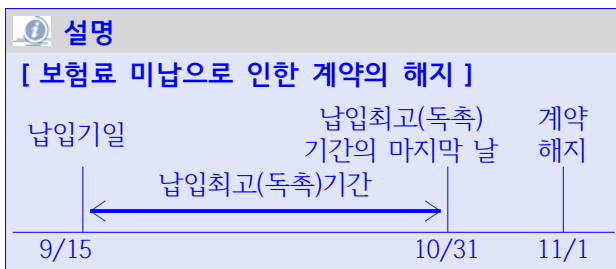 설명
[ 보험료 미납으로 인한 계약의 해지 ]
납입기일
납입최고(독촉)
기간의 마지막 날
계약
해지
납입최고(독촉)기간
9/15
10/31
11/1